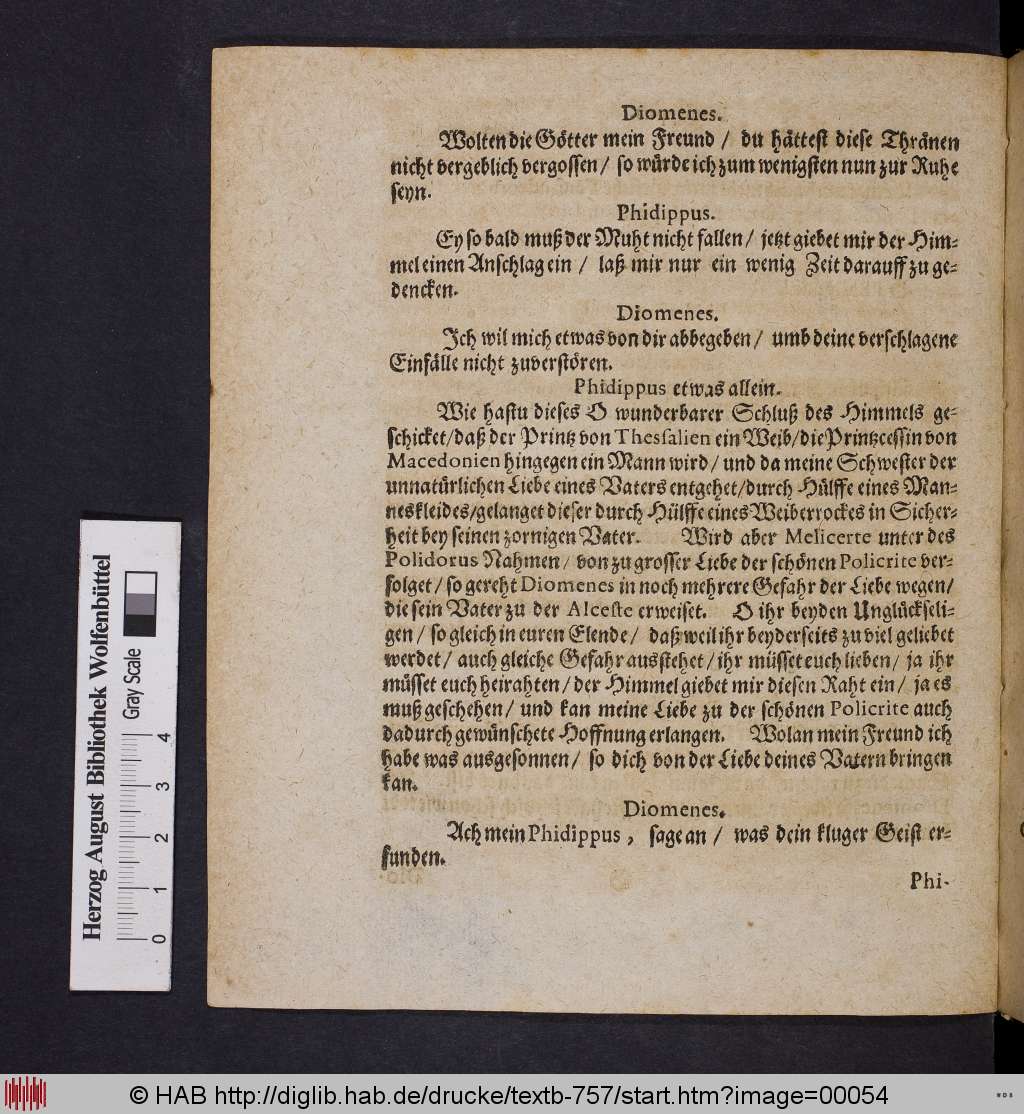 Diomenes.
Wolten die Götter mein Freund / du hättest diese Thränen
nicht vergeblich vergossen / so würde ich zum wenigsten nun zur Ruhe
seyn.
Phidippus.
Ey so bald muß der Muht nicht fallen / jetzt giebet mir der Him-
mel einen Anschlag ein / laß mir nur ein wenig Zeit darauff zu ge-
dencken.
Diomenes.
Ich wil mich etwas von dir abbegeben / umb deine verschlagene
Einfälle nicht zuverstören.
Phidippus etwas allein.
Wie hastu dieses O wunderbarer Schluß des Himmels ge-
schicket / daß der Printz von Thessalien ein Weib / die Printzcessin von
Macedonien hingegen ein Mann wird / und da meine Schwester der
unnatürlichen Liebe eines Vaters entgehet / durch Hülffe eines Man-
neskleides / gelanget dieser durch Hülffe eines Weiberrockes in Sicher-
heit bey seinen zornigen Vater. Wird aber Melicerte unter des
Polidorus Nahmen / von zu grosser Liebe der schönen Policrite ver-
folget / so gereht Diomenes in noch mehrere Gefahr der Liebe wegen /
die sein Vater zu der Alceste erweiset. O ihr beyden Unglückseli-
gen / so gleich in euren Elende / daß weil ihr beyderseits zu viel geliebet
werdet / auch gleiche Gefahr ausstehet / ihr müsset euch lieben / ja ihr
müsset euch heirahten / der Himmel giebet mir diesen Raht ein / ja es
muß geschehen / und kan meine Liebe zu der schönen Policrite auch
dadurch gewünschete Hoffnung erlangen. Wolan mein Freund ich
habe was ausgesonnen / so dich von der Liebe deines Vatern bringen
kan.
Diomenes.
Ach mein Phidippus, sage an / was dein kluger Geist er-
funden.
Phi-
Herzog August Bibliothek Wolfenbüttel
Gray Scale
0 1 2 3 4
© HAB http://diglib.hab.de/drucke/textb-757/start.htm?image=00054